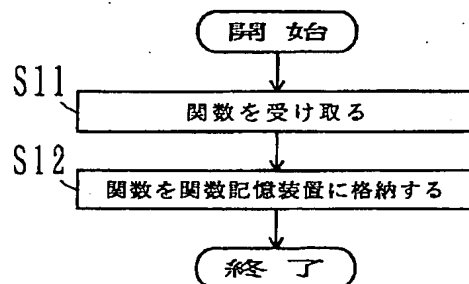 開始
S11
関数を受け取る
S12
関数を関数記憶装置に格納する
終了